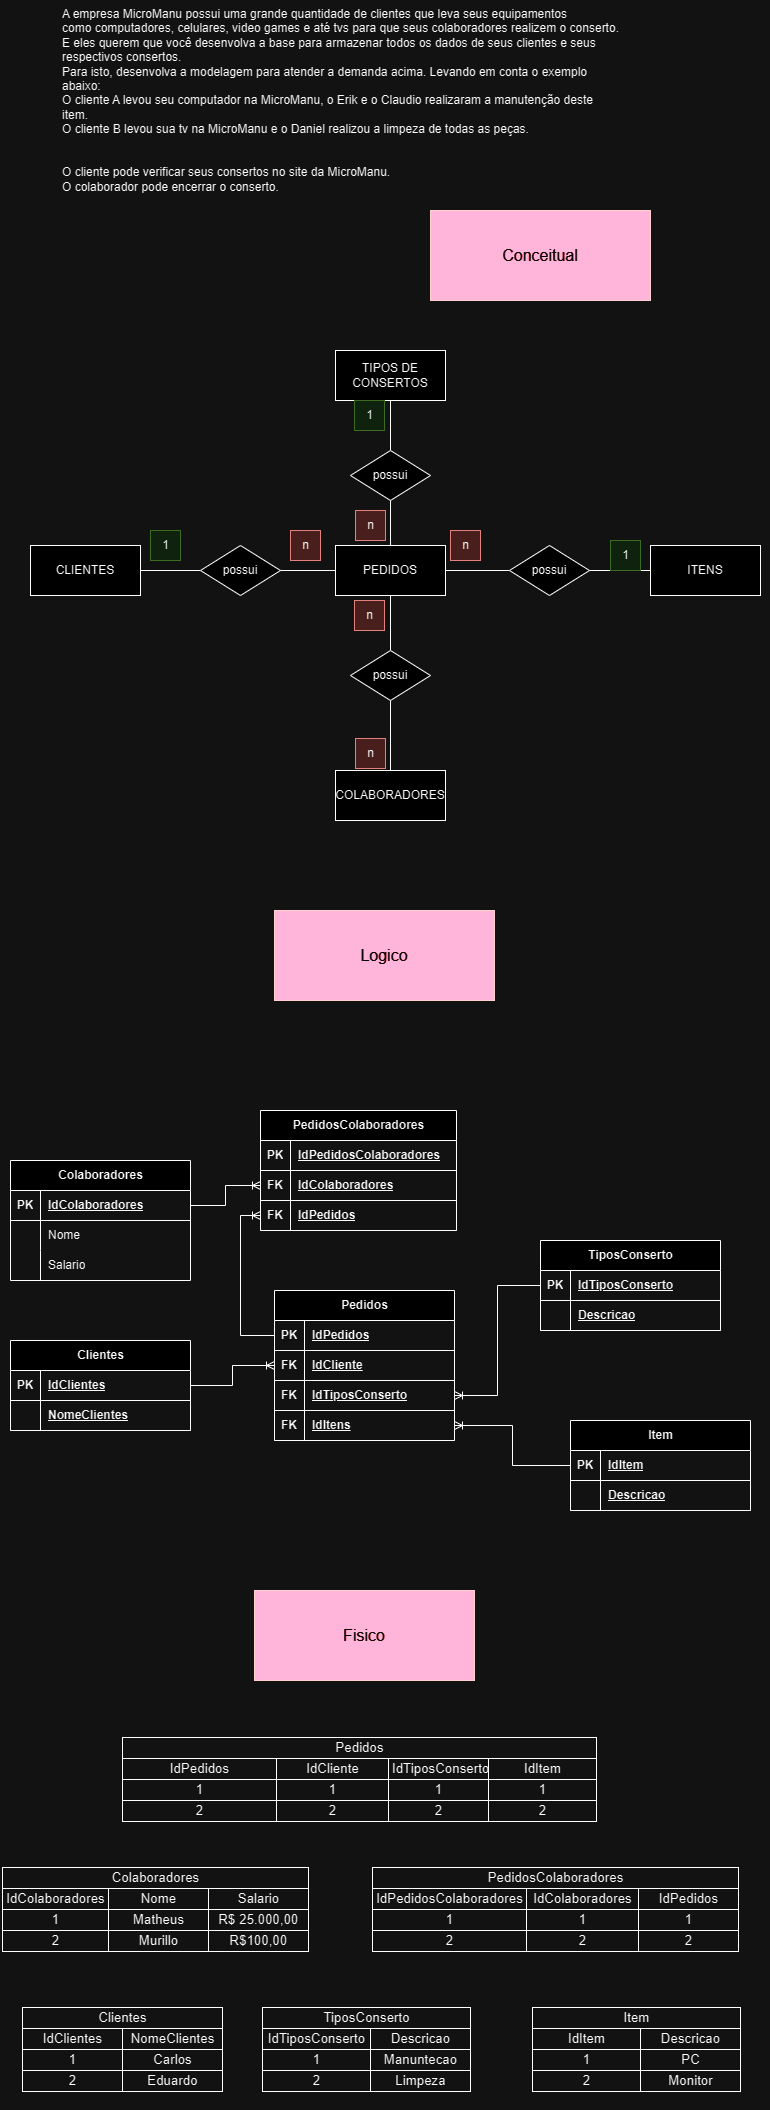 A empresa MicroManu possui uma grande quantidade de clientes que leva seus equipamentos
como computadores, celulares, video games e até tvs para que seus colaboradores realizem o conserto.
E eles querem que você desenvolva a base para armazenar todos os dados de seus clientes e seus
respectivos consertos.
Para isto, desenvolva a modelagem para atender a demanda acima. Levando em conta o exemplo
abaixo:
O cliente A levou seu computador na MicroManu, o Erik e o Claudio realizaram a manutenção deste
item.
O cliente B levou sua tv na MicroManu e o Daniel realizou a limpeza de todas as peças.
O cliente pode verificar seus consertos no site da MicroManu.
O colaborador pode encerrar o conserto.
Conceitual
TIPOS DE
CONSERTOS
1
possui
n
1
n
n
1
CLIENTES
possui
PEDIDOS
possui
ITENS
n
possui
n
COLABORADORES
Logico
PedidosColaboradores
PK IdPedidosColaboradores
FK IdColaboradores
FK IdPedidos
Colaboradores
PK IdColaboradores
Nome
Salario
TiposConserto
PK IdTiposConserto
Descricao
Pedidos
PK IdPedidos
FK IdCliente
FK IdTiposConserto
FK IdItens
Clientes
PK IdClientes
NomeClientes
Item
PK IdItem
Descricao
Fisico
Pedidos
IdPedidos IdCliente IdTiposConserto IdItem
1 1 1 1
2 2 2 2
Colaboradores
IdColaboradores Nome Salario
1 Matheus R$ 25.000,00
2 Murillo R$100,00
PedidosColaboradores
IdPedidosColaboradores IdColaboradores IdPedidos
1 1 1
2 2 2
Clientes
IdClientes NomeClientes
1 Carlos
2 Eduardo
TiposConserto
IdTiposConserto Descricao
1 Manuntecao
2 Limpeza
Item
IdItem Descricao
1 PC
2 Monitor